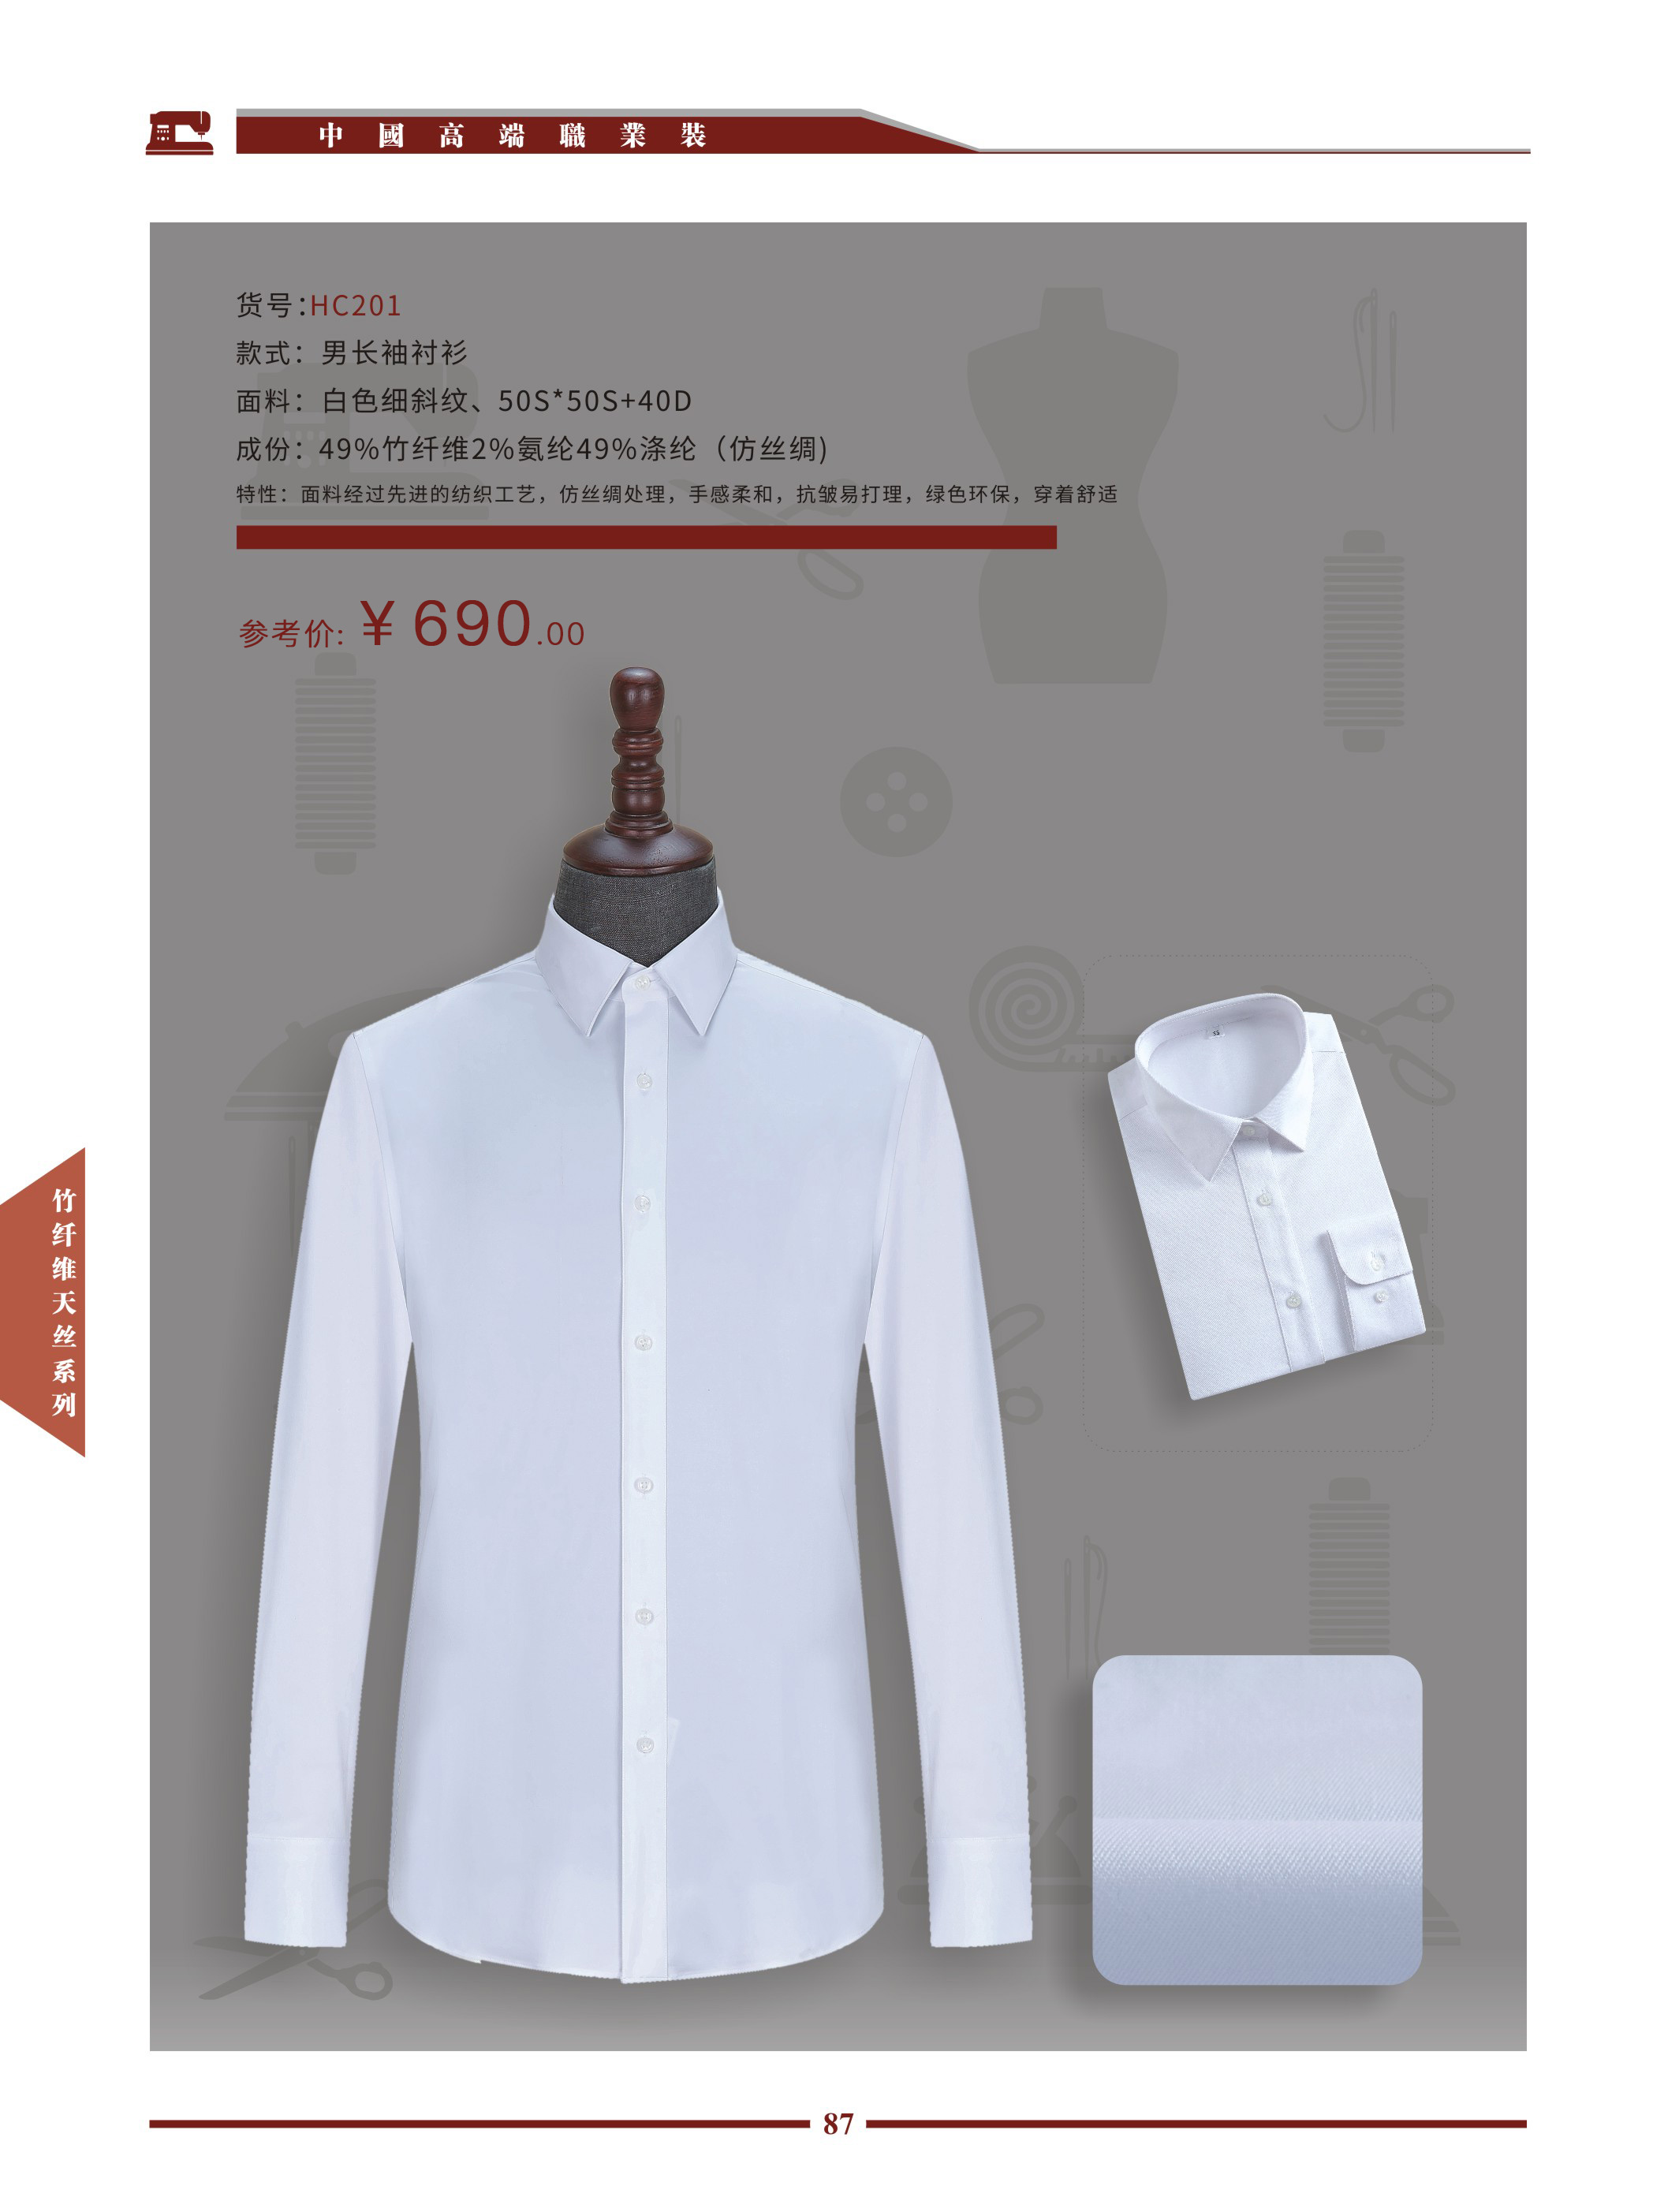 中國高端職業裝
货号:HC201
款式：男长袖衬衫
面料：白色细斜纹、50S*50S+40D
成份：49%竹纤维2%氨纶49%涤纶（仿丝绸)
特性：面料经过先进的纺织工艺，仿丝绸处理，手感柔和，抗皱易打理，绿色环保，穿着舒适
参考价: ¥690.00
竹纤维天丝系列
87